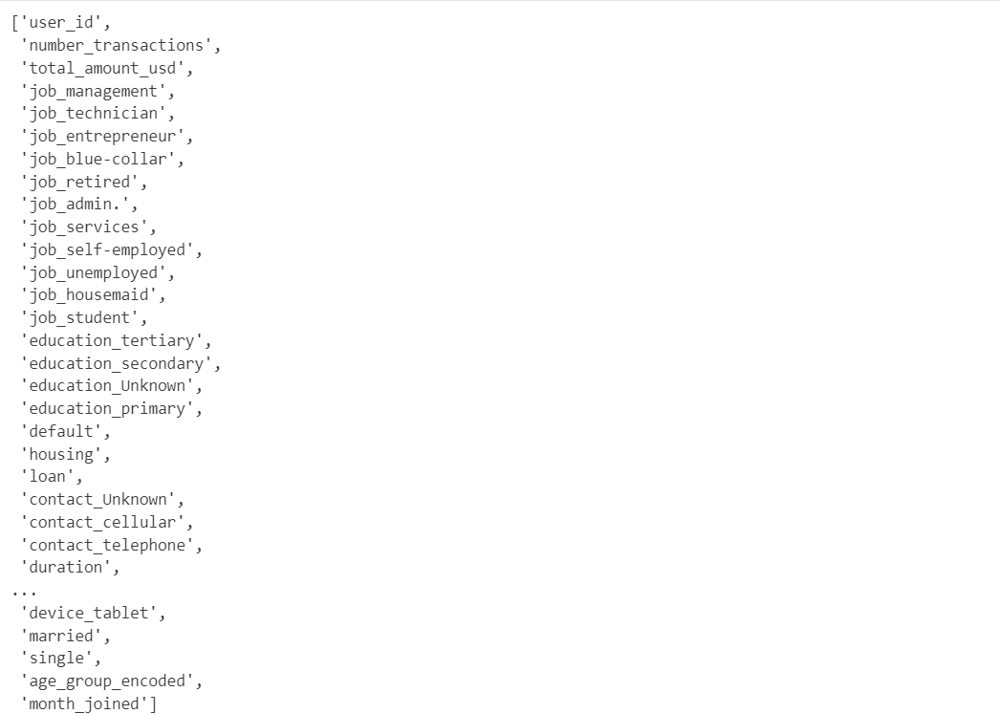 ['user_id',
'number_transactions',
'total_amount_usd',
'job_management',
'job_technician',
'job_entrepreneur',
'job_blue-collar',
'job_retired',
'job_admin.',
'job_services',
'job_self-employed',
'job_unemployed',
'job_housemaid',
'job_student',
'education_tertiary',
'education_secondary',
'education_Unknown',
'education_primary',
'default',
'housing',
'loan',
'contact_Unknown',
'contact_cellular',
'contact_telephone',
'duration',
...
'device_tablet',
'married',
'single',
'age_group_encoded',
'month_joined']